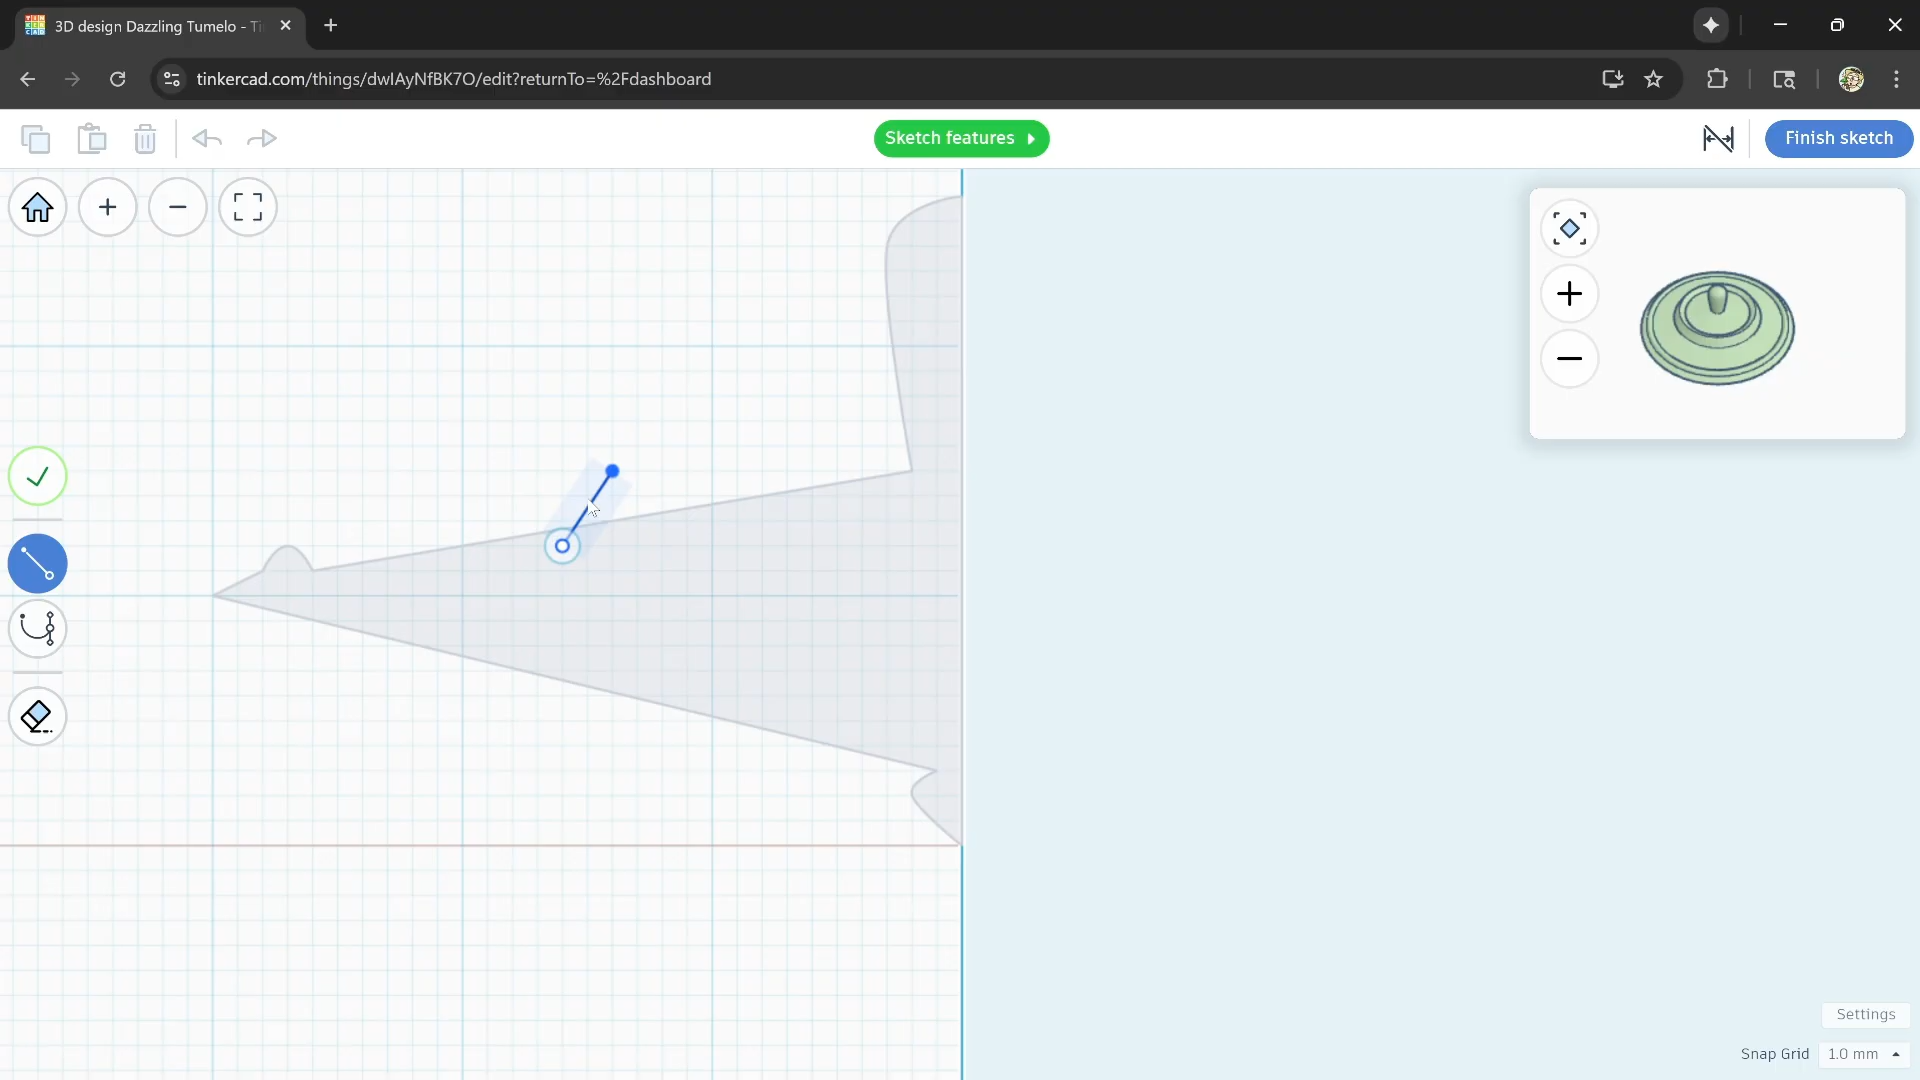 3D design Dazzling Tumelo - Ti
tinkercad.com/things/dwlAyNfBK7O/edit?returnTo=%2Fdashboard
Sketch features
Finish sketch
Settings
Snap Grid 1.0 mm